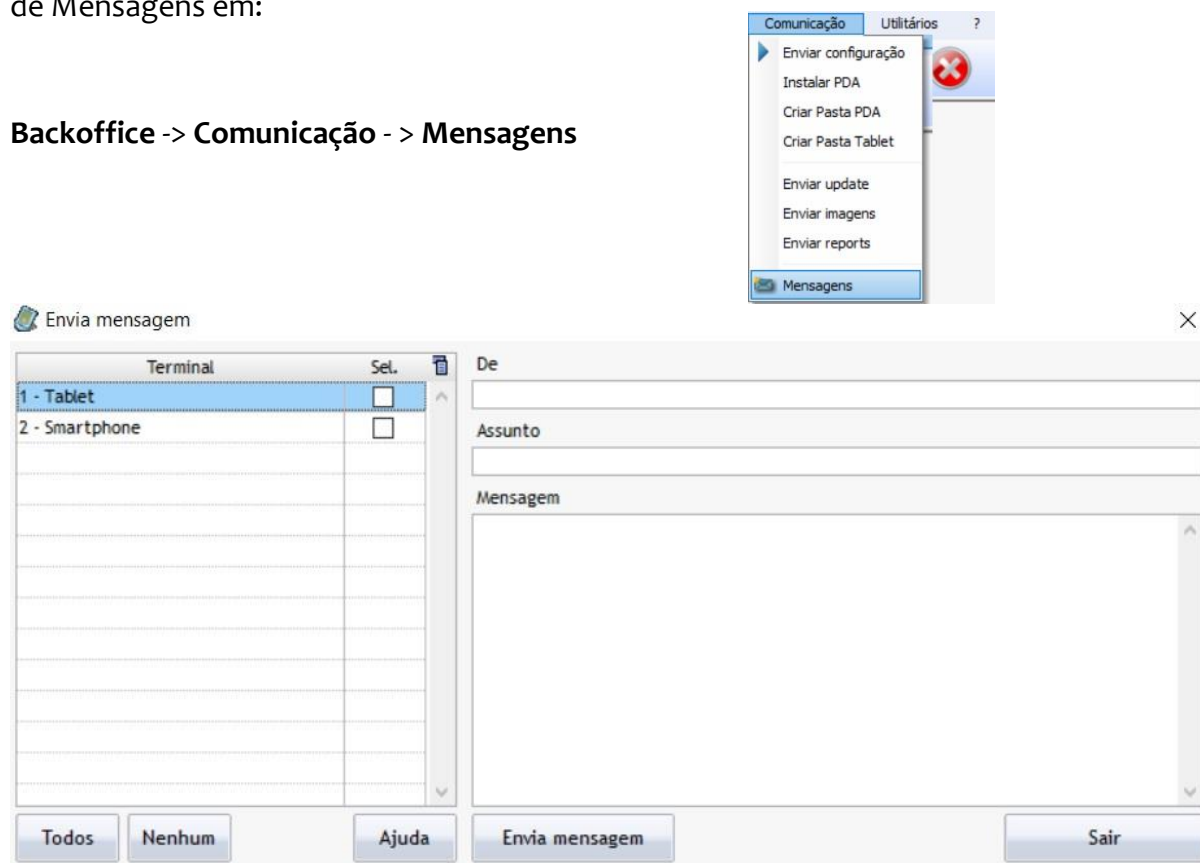 de Mensagens em:
Comunicação Utilitários ?
Enviar configuração
Instalar PDA
Criar Pasta PDA
Criar Pasta Tablet
Enviar update
Enviar imagens
Enviar reports
Mensagens
Backoffice -> Comunicação - > Mensagens
Envia mensagem
Terminal Sel.
1 - Tablet
2 - Smartphone
De
Assunto
Mensagem
Todos Nenhum Ajuda Envia mensagem Sair